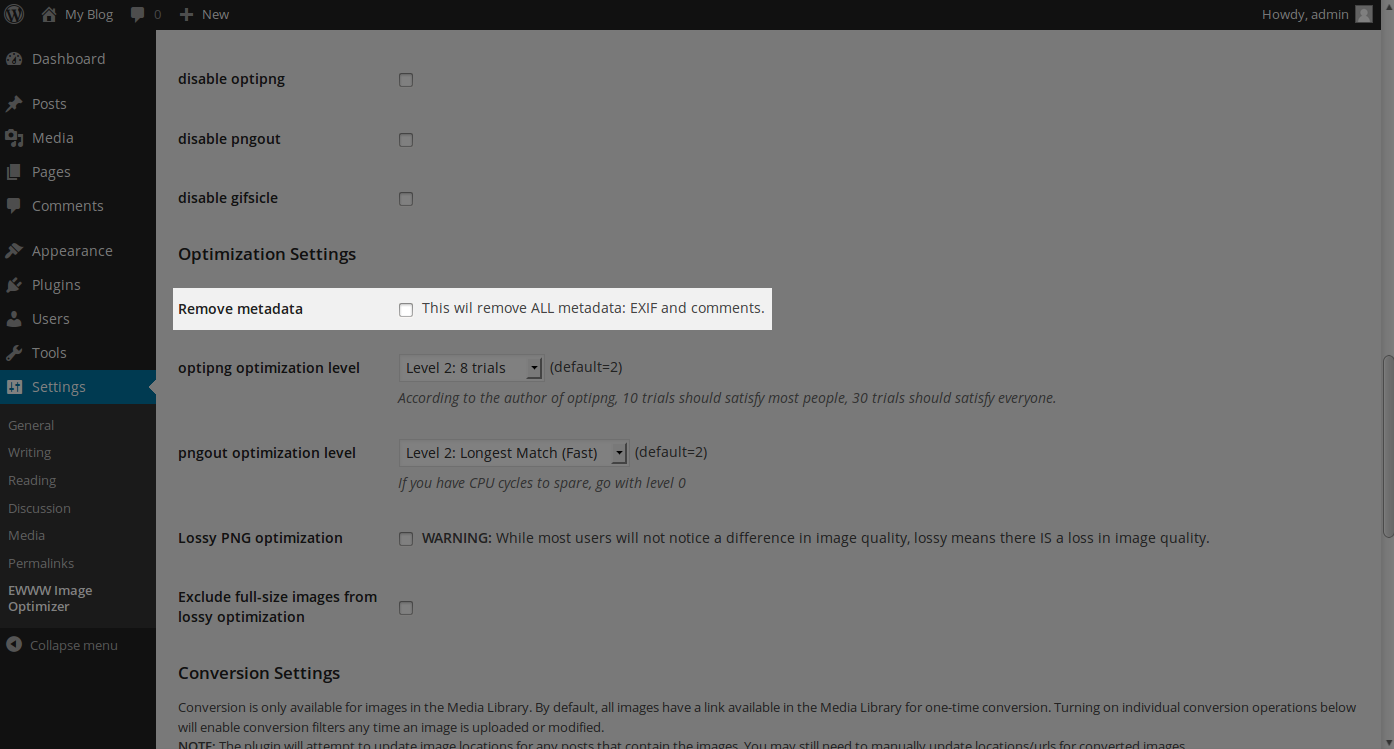 My Blog 0 New Howdy, admin
Dashboard
Posts
Media
Pages
Comments
Appearance
Plugins
Users
Tools
Settings
General
Writing
Reading
Discussion
Media
Permalinks
EWWW Image
Optimizer
Collapse menu
disable optipng
disable pngout
disable gifsicle
Optimization Settings
Remove metadata This wil remove ALL metadata: EXIF and comments.
optipng optimization level Level 2: 8 trials (default=2)
According to the author of optipng, 10 trials should satisfy most people, 30 trials should satisfy everyone.
pngout optimization level Level 2: Longest Match (Fast) (default=2)
If you have CPU cycles to spare, go with level 0
Lossy PNG optimization WARNING: While most users will not notice a difference in image quality, lossy means there IS a loss in image quality.
Exclude full-size images from
lossy optimization
Conversion Settings
Conversion is only available for images in the Media Library. By default, all images have a link available in the Media Library for one-time conversion. Turning on individual conversion operations below
will enable conversion filters any time an image is uploaded or modified.
NOTE: The plugin will attempt to update image locations for any posts that contain the images. You may still need to manually update locations/urls for converted images.